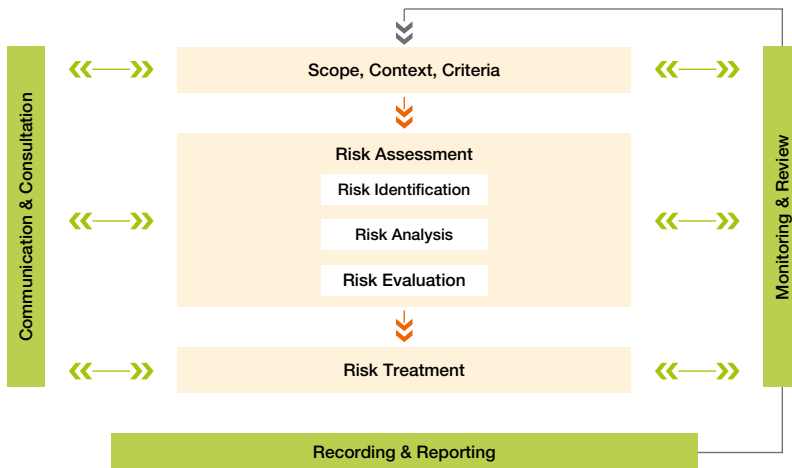 Scope, Context, Criteria
Communication & Consultation
Risk Assessment
Risk Identification
Risk Analysis
Risk Evaluation
Monitoring & Review
Risk Treatment
Recording & Reporting